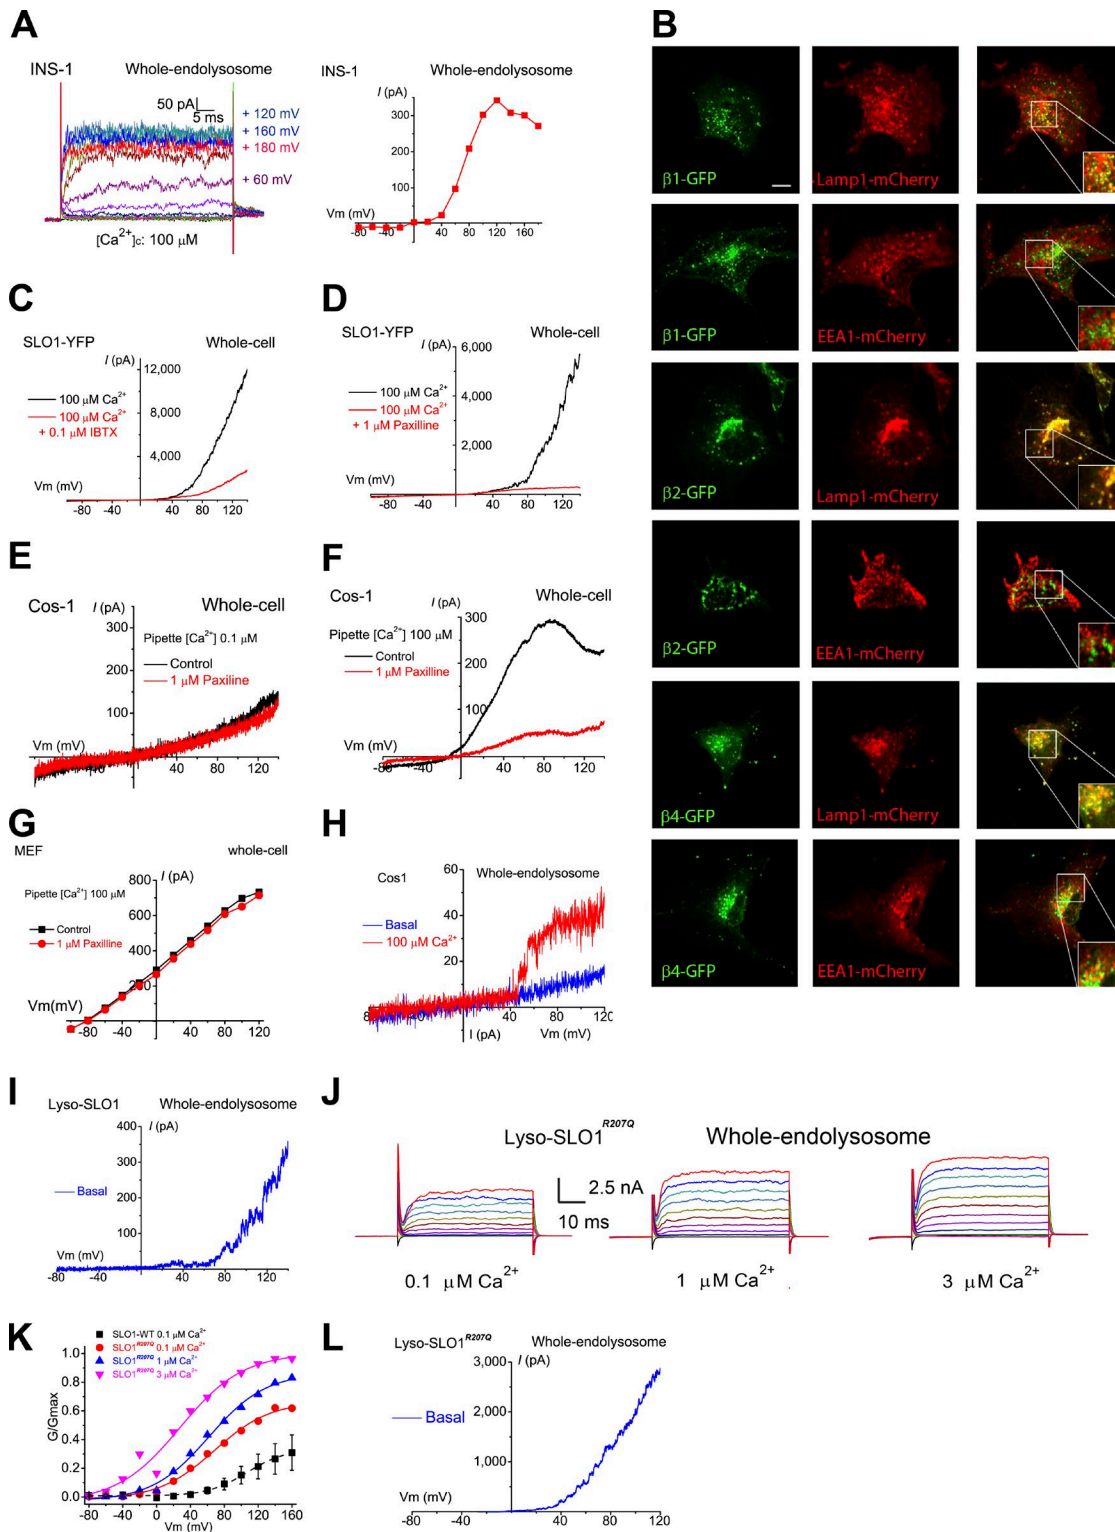 A
INS-1
Whole-endolysosome
50 pA
5 ms
+ 120 mV
+ 160 mV
+ 180 mV
+ 60 mV
[Ca2+]c: 100 μM
INS-1
Whole-endolysosome
I (pA)
300
200
100
Vm (mV)
-80 -40 0 40 80 120 160
B
β1-GFP
Lamp1-mCherry
β1-GFP
EEA1-mCherry
β2-GFP
Lamp1-mCherry
β2-GFP
EEA1-mCherry
β4-GFP
Lamp1-mCherry
β4-GFP
EEA1-mCherry
C
SLO1-YFP
Whole-cell
I (pA)
12,000
8,000
4,000
100 μM Ca2+
100 μM Ca2+
+ 0.1 μM IBTX
Vm (mV)
-40 40 80 120
D
SLO1-YFP
Whole-cell
I (pA)
6,000
4,000
2,000
100 μM Ca2+
100 μM Ca2+
+ 1 μM Paxilline
Vm (mV)
-80 -40 40 80 120
E
Cos-1
Whole-cell
I (pA)
300
200
100
Pipette [Ca2+] 0.1 μM
Control
1 μM Paxiline
Vm (mV)
-80 -40 0 40 80 120
F
Cos-1
Whole-cell
I (pA)
300
200
100
Pipette [Ca2+] 100 μM
Control
1 μM Paxilline
Vm (mV)
-80 -40 40 80 120
G
MEF
whole-cell
I (pA)
800
600
400
200
Pipette [Ca2+] 100 μM
Control
1 μM Paxilline
Vm(mV)
-80 -40 0 40 80 120
H
Cos1
Whole-endolysosome
60
40
20
Basal
100 μM Ca2+
-40 40 80 120
I (pA)
Vm (mV)
I
Lyso-SLO1
Whole-endolysosome
I (pA)
400
300
200
100
Basal
Vm (mV)
-80 -40 0 40 80 120
J
Lyso-SLO1R207Q
Whole-endolysosome
2.5 nA
10 ms
0.1 μM Ca2+
1 μM Ca2+
3 μM Ca2+
K
SLO1-WT 0.1 μM Ca2+
SLO1R207Q 0.1 μM Ca2+
SLO1R207Q 1 μM Ca2+
SLO1R207Q 3 μM Ca2+
G/Gmax
1.0
0.8
0.6
0.4
0.2
0.0
-80 -40 0 40 80 120 160
Vm (mV)
L
Lyso-SLO1R207Q
Whole-endolysosome
I (pA)
3,000
2,000
1,000
Basal
Vm (mV)
-80 -40 0 40 80 120